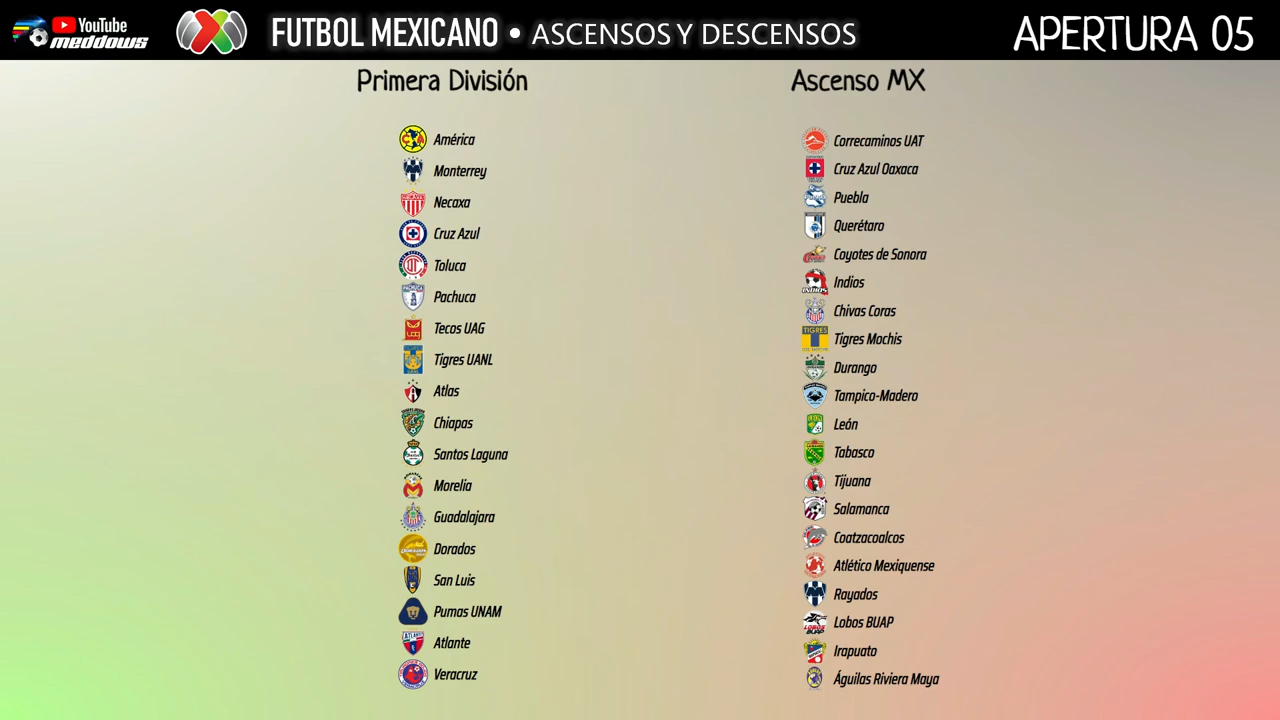 YouTube
meddows
FUTBOL MEXICANO • ASCENSOS Y DESCENSOS
APERTURA 05
Primera División
América
Monterrey
Necaxa
Cruz Azul
Toluca
Pachuca
Tecos UAG
Tigres UANL
Atlas
Chiapas
Santos Laguna
Morelia
Guadalajara
Dorados
San Luis
Pumas UNAM
Atlante
Veracruz
Ascenso MX
Correcaminos UAT
Cruz Azul Oaxaca
Puebla
Querétaro
Coyotes de Sonora
Indios
Chivas Coras
Tigres Mochis
Durango
Tampico-Madero
León
Tabasco
Tijuana
Salamanca
Coatzacoalcos
Atlético Mexiquense
Rayados
Lobos BUAP
Irapuato
Águilas Riviera Maya